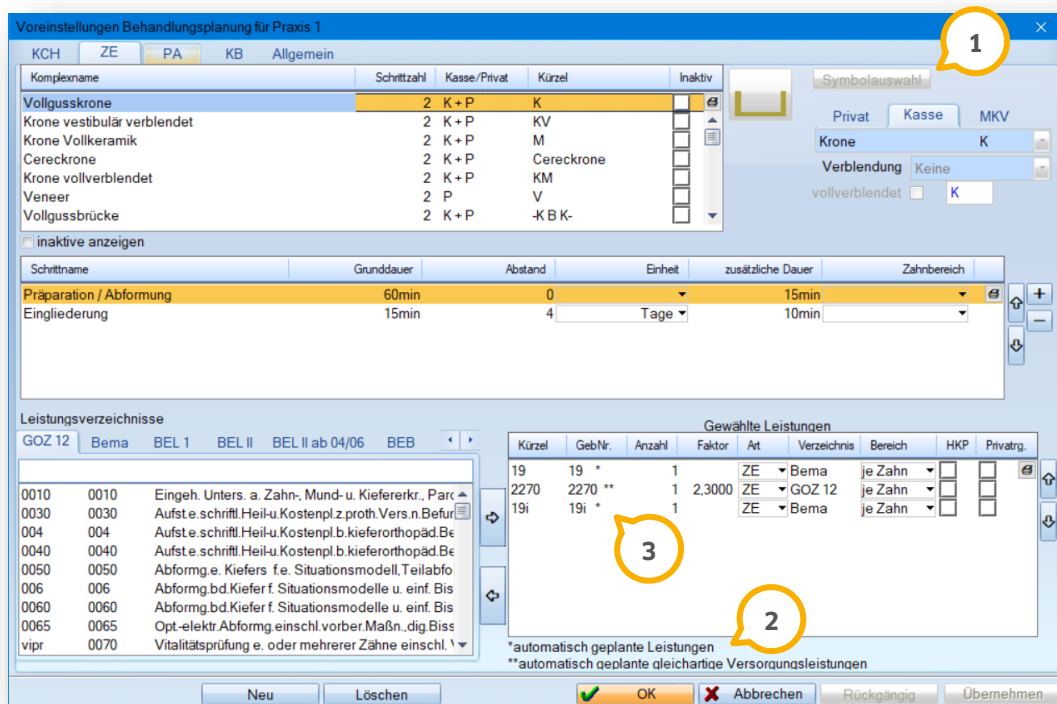 Voreinstellungen Behandlungsplanung für Praxis 1
1
KCH ZE PA KB Allgemein
Komplexname Schrittzahl Kasse/Privat Kürzel Inaktiv
Symbolauswahl
Vollgusskrone 2 K + P K
Krone vestibulär verblendet 2 K + P KV
Krone Vollkeramik 2 K + P M
Cereckrone 2 K + P Cereckrone
Krone vollverblendet 2 K + P KM
Veneer 2 P V
Vollgussbrücke 2 K + P -K B K-
Privat Kasse MKV
Krone K
Verblendung Keine
vollverblendet K
inaktive anzeigen
Schrittname Grunddauer Abstand Einheit zusätzliche Dauer Zahnbereich
Präparation / Abformung 60min 0 15min
Eingliederung 15min 4 Tage 10min
Leistungsverzeichnisse
GOZ 12 Bema BEL 1 BEL II BEL II ab 04/06 BEB
0010 0010 Eingeh. Unters. a. Zahn-, Mund- u. Kiefererkr., Parc
0030 0030 Aufst.e.schriftl.Heil-u.Kostenpl.z.proth.Vers.n.Befur
004 004 Aufst.e.schriftl.Heil-u.Kostenpl.b.kieferorthopäd.Be
0040 0040 Aufst.e.schriftl.Heil-u.Kostenpl.b.kieferorthopäd.Be
0050 0050 Abformg.e. Kiefers f.e. Situationsmodell,Teilabfo
006 006 Abformg.bd.Kiefer f. Situationsmodelle u. einf. Bis
0060 0060 Abformg.bd.Kiefer f. Situationsmodelle u. einf. Bis
0065 0065 Opt.-elektr.Abformg.einschl.vorber.Maßn.,dig.Biss
vipr 0070 Vitalitätsprüfung e. oder mehrerer Zähne einschl.
Gewählte Leistungen
Kürzel GebNr. Anzahl Faktor Art Verzeichnis Bereich HKP Privatrg.
19 19 * 1 ZE Bema je Zahn
2270 2270 ** 1 2,3000 ZE GOZ 12 je Zahn
19i 19i * 1 ZE Bema je Zahn
3
2
*automatisch geplante Leistungen
**automatisch geplante gleichartige Versorgungsleistungen
Neu Löschen OK Abbrechen Rückgängig Übernehmen